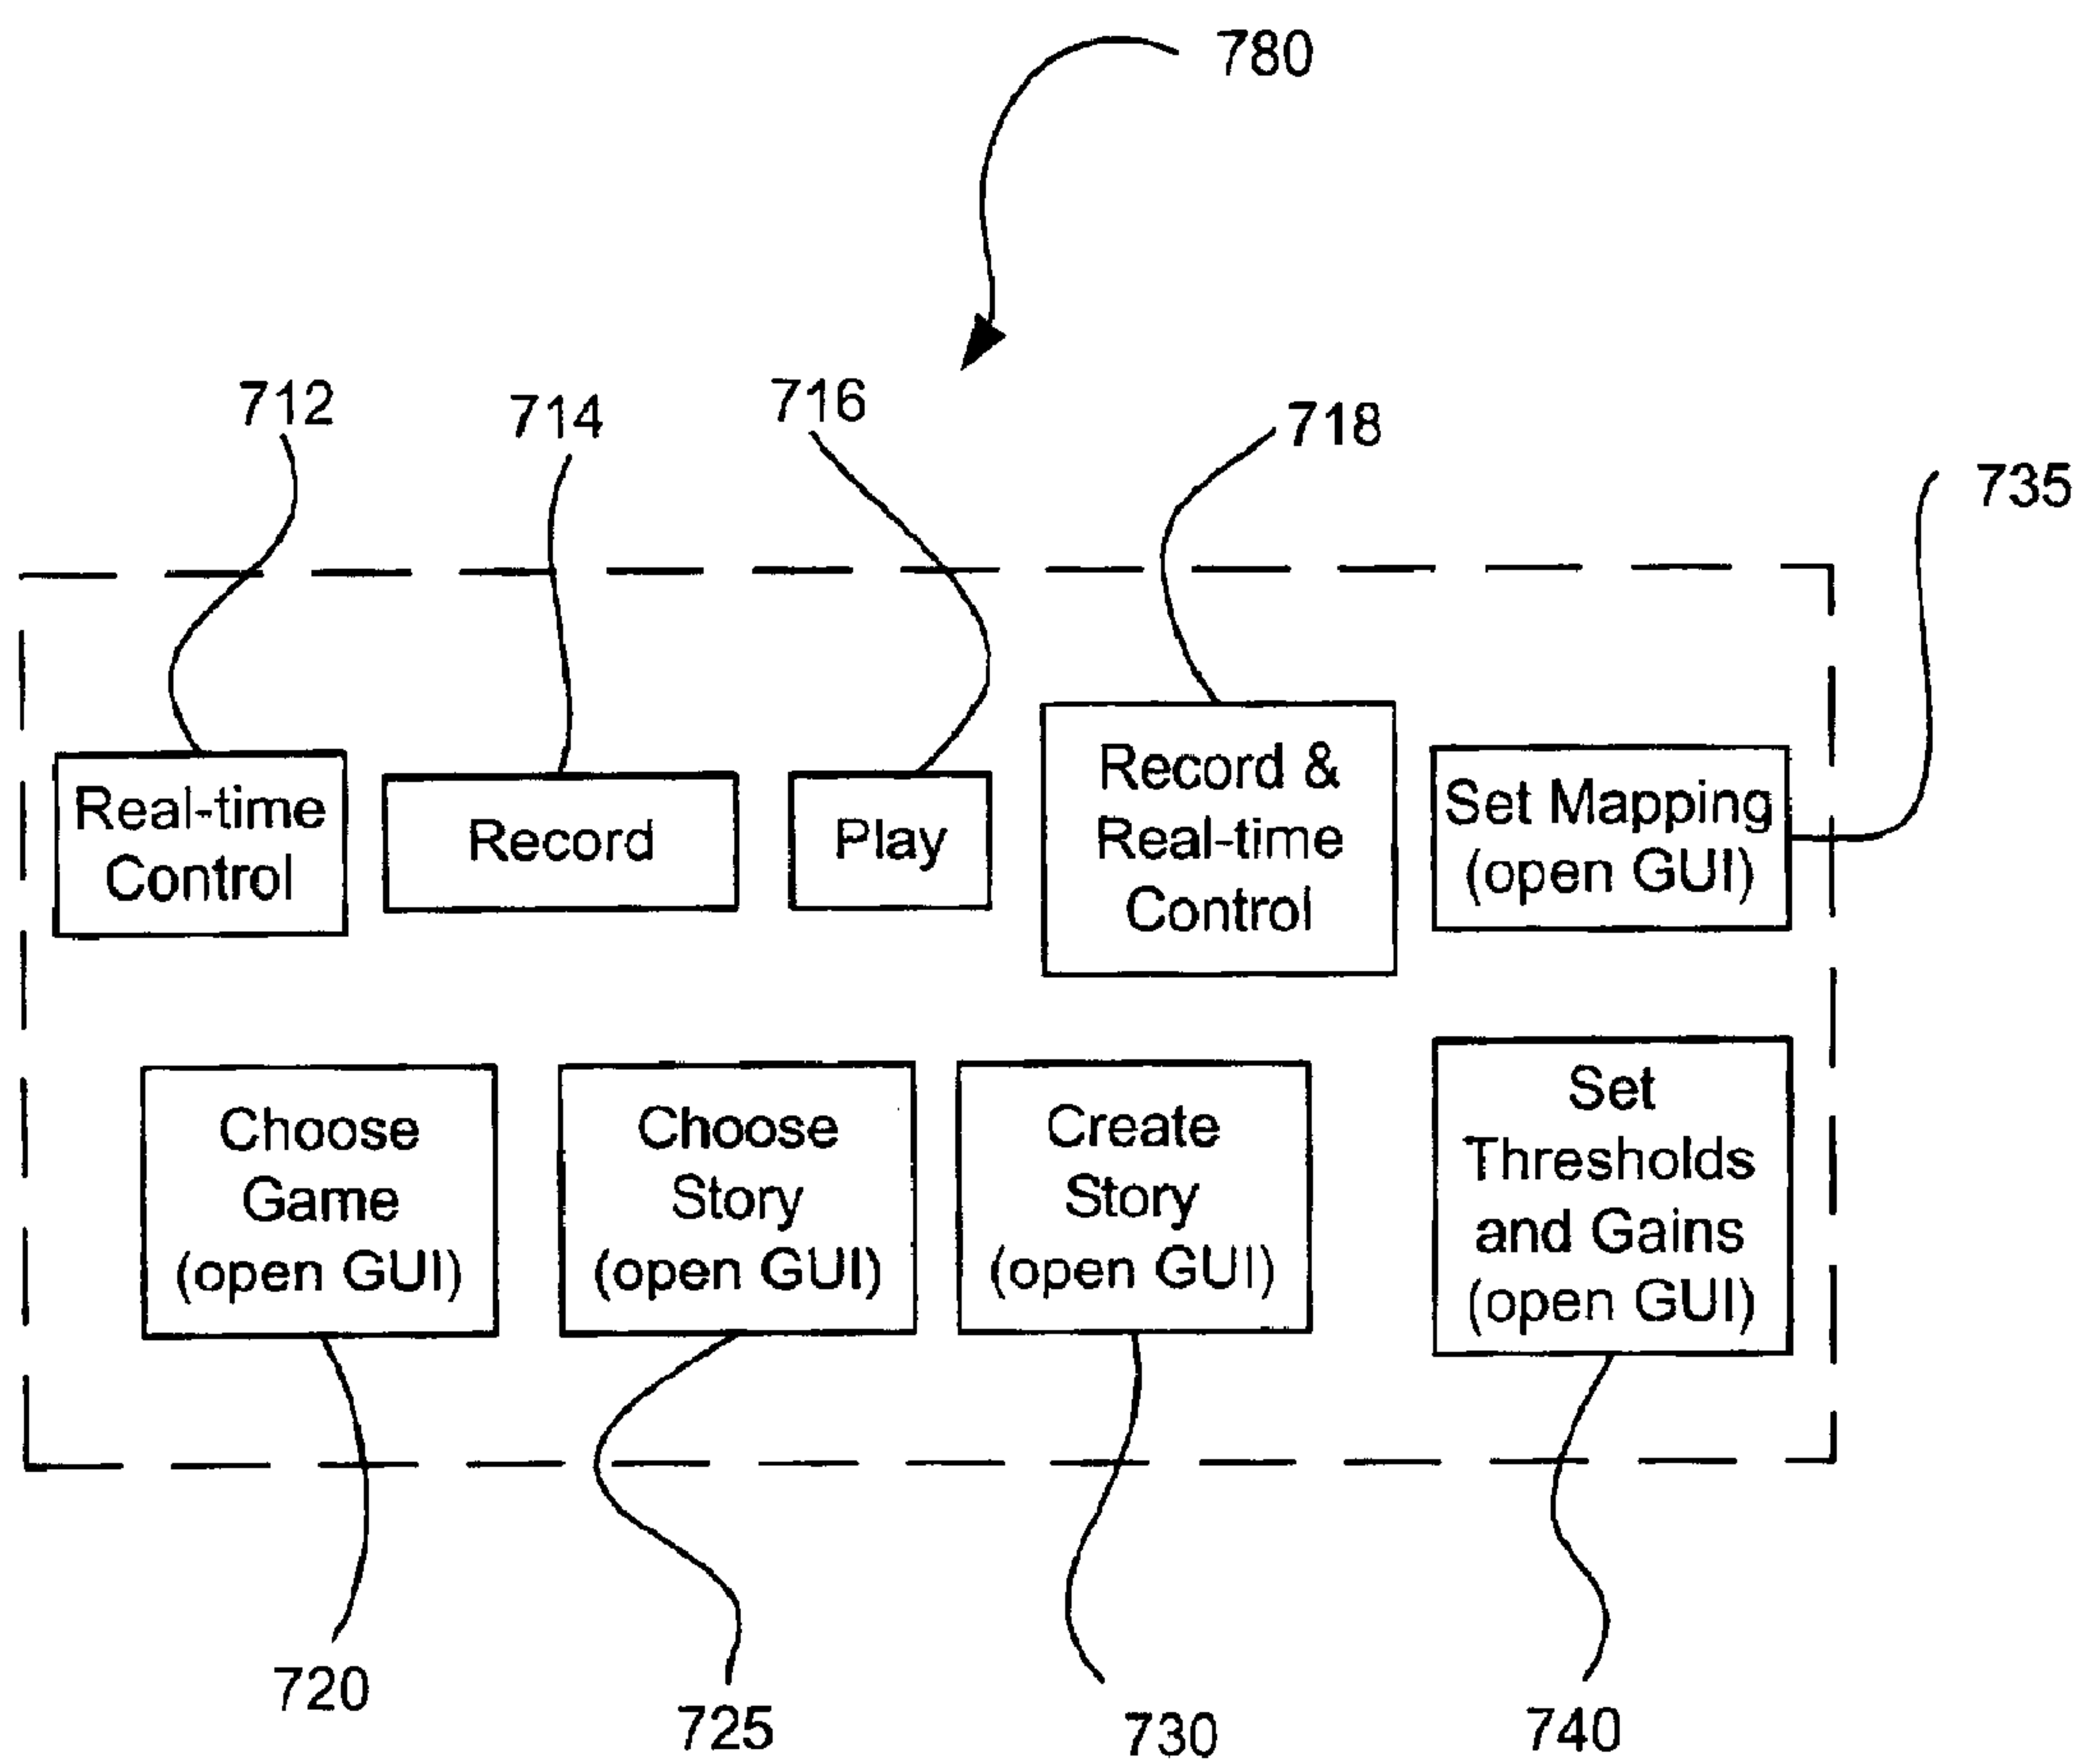 780
712
714
716
718
735
Real-time
Control
Record
Play
Record &
Real-time
Control
Set Mapping
(open GUI)
Choose
Game
(open GUI)
Choose
Story
(open GUI)
Create
Story
(open GUI)
Set
Thresholds
and Gains
(open GUI)
720
725
730
740